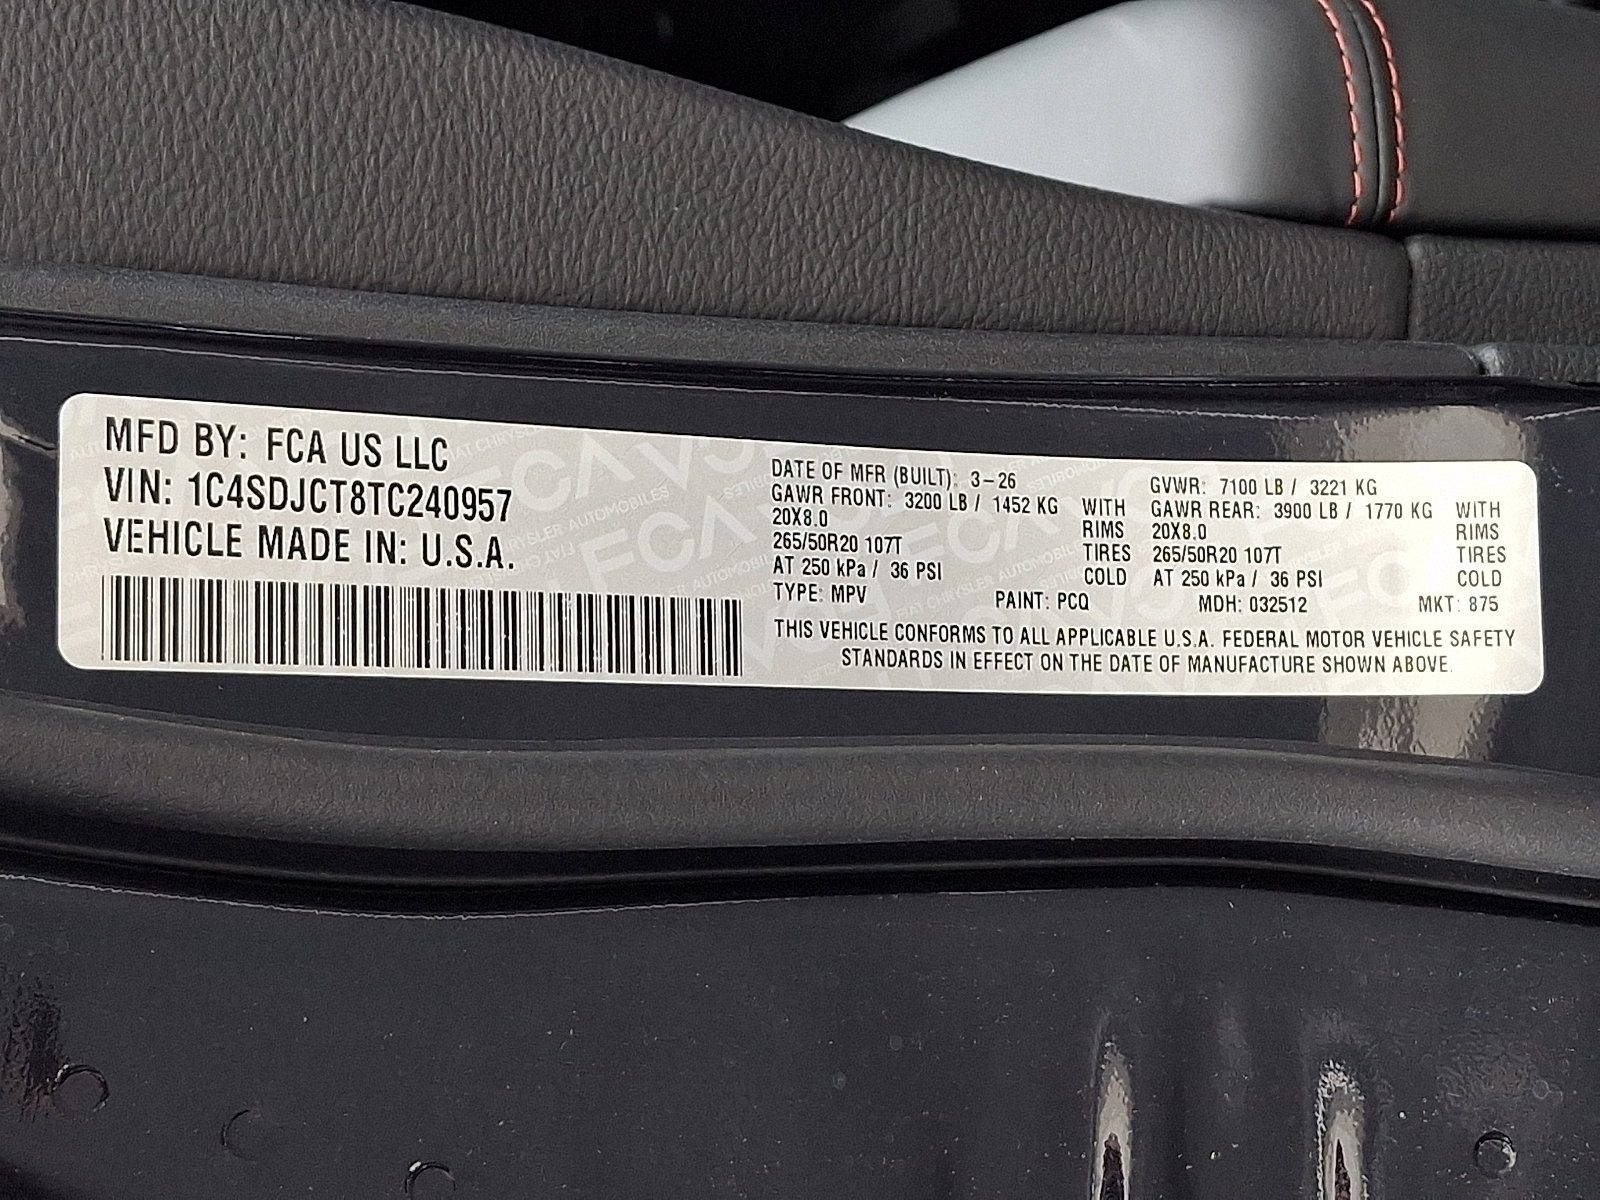 MFD BY: FCA US LLC
VIN: 1C4SDJCT8TC240957
VEHICLE MADE IN: U.S.A.
DATE OF MFR (BUILT): 3-26
GAWR FRONT: 3200 LB / 1452 KG WITH
20X8.0 RIMS
265/50R20 107T TIRES
AT 250 kPa / 36 PSI COLD
GVWR: 7100 LB / 3221 KG
GAWR REAR: 3900 LB / 1770 KG WITH
20X8.0 RIMS
265/50R20 107T TIRES
AT 250 kPa / 36 PSI COLD
TYPE: MPV PAINT: PCQ MDH: 032512 MKT: 875
THIS VEHICLE CONFORMS TO ALL APPLICABLE U.S.A. FEDERAL MOTOR VEHICLE SAFETY
STANDARDS IN EFFECT ON THE DATE OF MANUFACTURE SHOWN ABOVE.